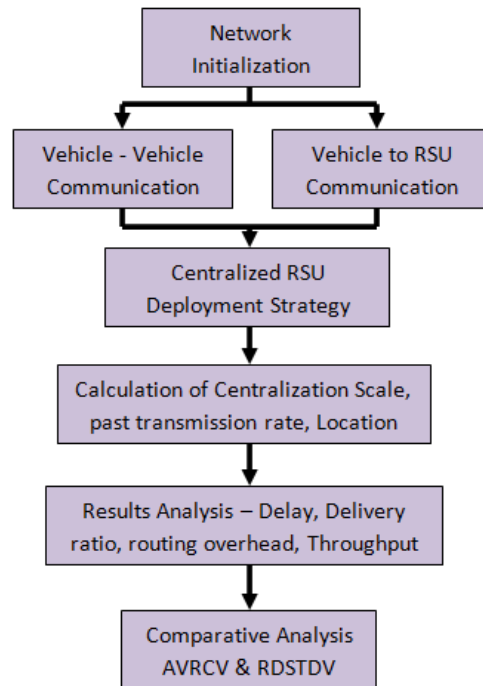 Network
Initialization
Vehicle - Vehicle
Communication
Vehicle to RSU
Communication
Centralized RSU
Deployment Strategy
Calculation of Centralization Scale,
past transmission rate, Location
Results Analysis – Delay, Delivery
ratio, routing overhead, Throughput
Comparative Analysis
AVRCV & RDSTDV